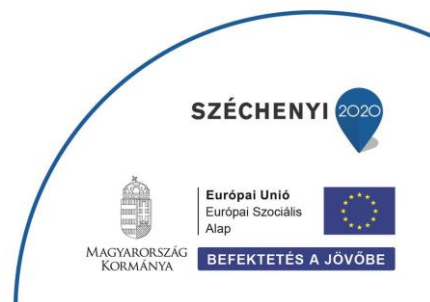 SZÉCHENYI 2020
MAGYARORSZÁG
KORMÁNYA
Európai Unió
Európai Szociális
Alap
BEFEKTETÉS A JÖVŐBE